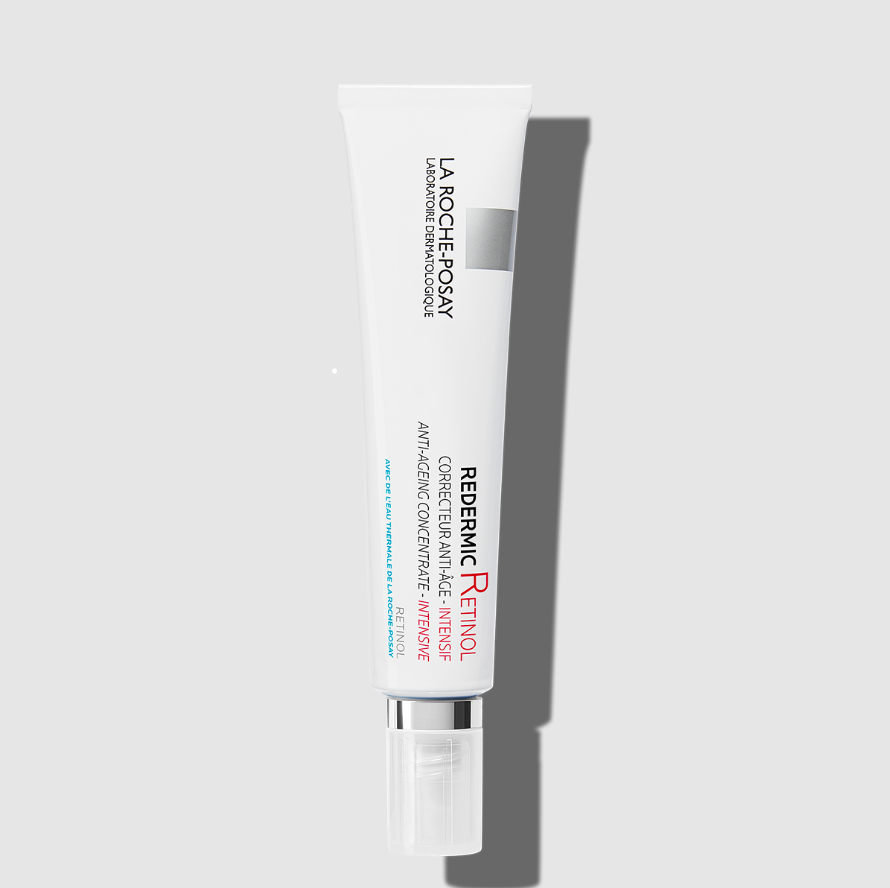 LA ROCHE-POSAY
LABORATOIRE DERMATOLOGIQUE
REDERMIC RETINOL
CORRECTEUR ANTI-ÂGE - INTENSIF
ANTI-AGEING CONCENTRATE - INTENSIVE
RETINOL
AVEC DE L'EAU THERMALE DE LA ROCHE-POSAY